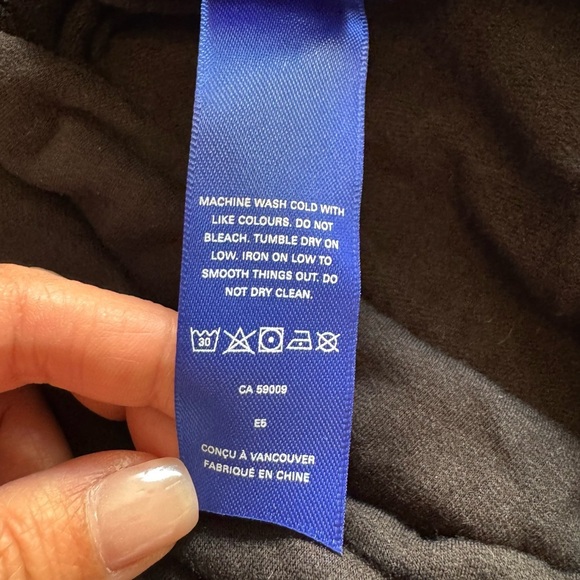 MACHINE WASH COLD WITH
LIKE COLOURS. DO NOT
BLEACH. TUMBLE DRY ON
LOW. IRON ON LOW TO
SMOOTH THINGS OUT. DO
NOT DRY CLEAN.
30
CA 59009
E5
CONÇU À VANCOUVER
FABRIQUÉ EN CHINE